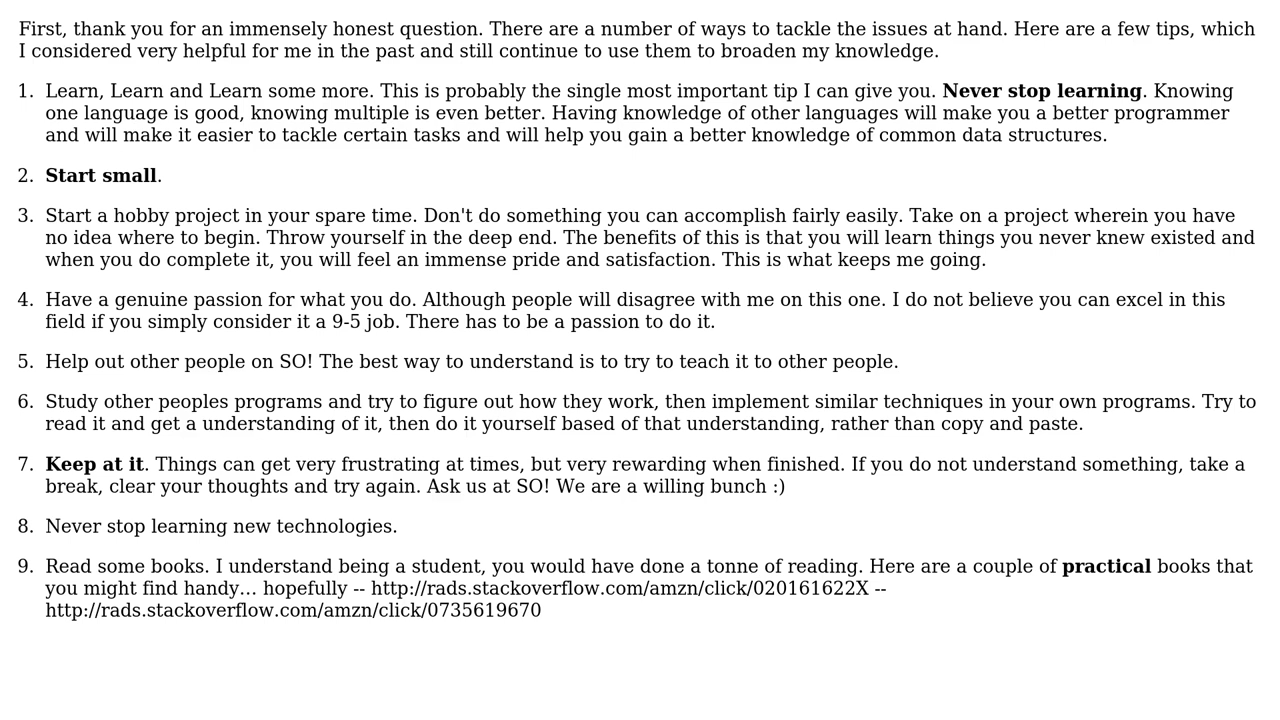 First, thank you for an immensely honest question. There are a number of ways to tackle the issues at hand. Here are a few tips, which
I considered very helpful for me in the past and still continue to use them to broaden my knowledge.
1. Learn, Learn and Learn some more. This is probably the single most important tip I can give you. Never stop learning. Knowing
one language is good, knowing multiple is even better. Having knowledge of other languages will make you a better programmer
and will make it easier to tackle certain tasks and will help you gain a better knowledge of common data structures.
2. Start small.
3. Start a hobby project in your spare time. Don't do something you can accomplish fairly easily. Take on a project wherein you have
no idea where to begin. Throw yourself in the deep end. The benefits of this is that you will learn things you never knew existed and
when you do complete it, you will feel an immense pride and satisfaction. This is what keeps me going.
4. Have a genuine passion for what you do. Although people will disagree with me on this one. I do not believe you can excel in this
field if you simply consider it a 9-5 job. There has to be a passion to do it.
5. Help out other people on SO! The best way to understand is to try to teach it to other people.
6. Study other peoples programs and try to figure out how they work, then implement similar techniques in your own programs. Try to
read it and get a understanding of it, then do it yourself based of that understanding, rather than copy and paste.
7. Keep at it. Things can get very frustrating at times, but very rewarding when finished. If you do not understand something, take a
break, clear your thoughts and try again. Ask us at SO! We are a willing bunch :)
8. Never stop learning new technologies.
9. Read some books. I understand being a student, you would have done a tonne of reading. Here are a couple of practical books that
you might find handy... hopefully -- http://rads.stackoverflow.com/amzn/click/020161622X --
http://rads.stackoverflow.com/amzn/click/0735619670